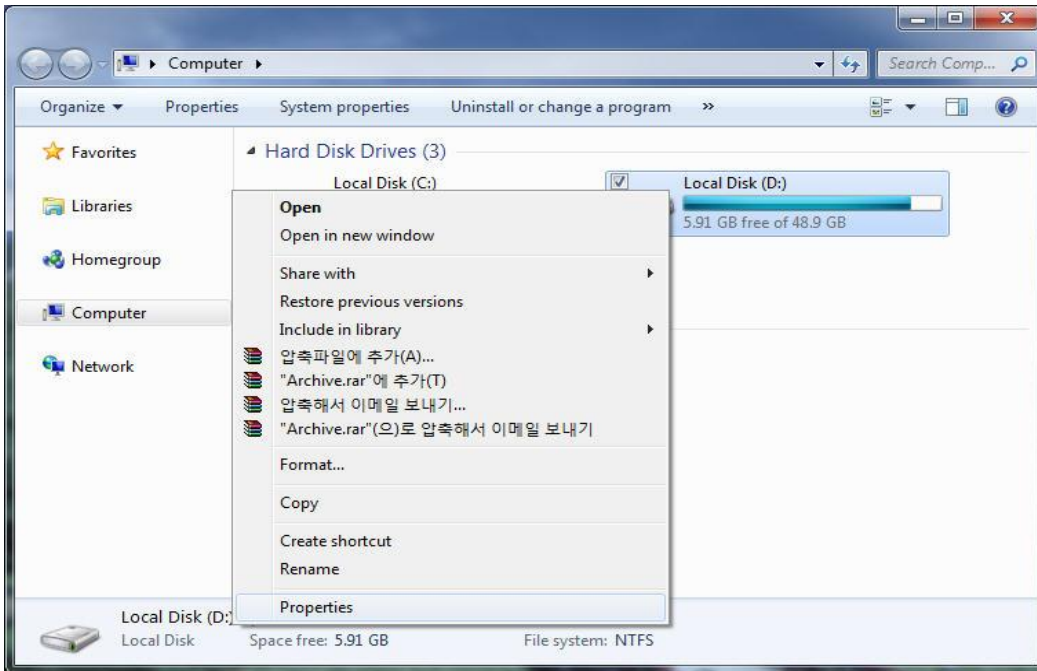 Computer
Search Comp...
Organize
Properties
System properties
Uninstall or change a program
»
Favorites
Libraries
Homegroup
Computer
Network
Hard Disk Drives (3)
Local Disk (C:)
Local Disk (D:)
5.91 GB free of 48.9 GB
Open
Open in new window
Share with
Restore previous versions
Include in library
압축파일에 추가(A)...
"Archive.rar"에 추가(T)
압축해서 이메일 보내기...
"Archive.rar"(으)로 압축해서 이메일 보내기
Format...
Copy
Create shortcut
Rename
Properties
Local Disk (D:)
Local Disk
Space free: 5.91 GB
File system: NTFS